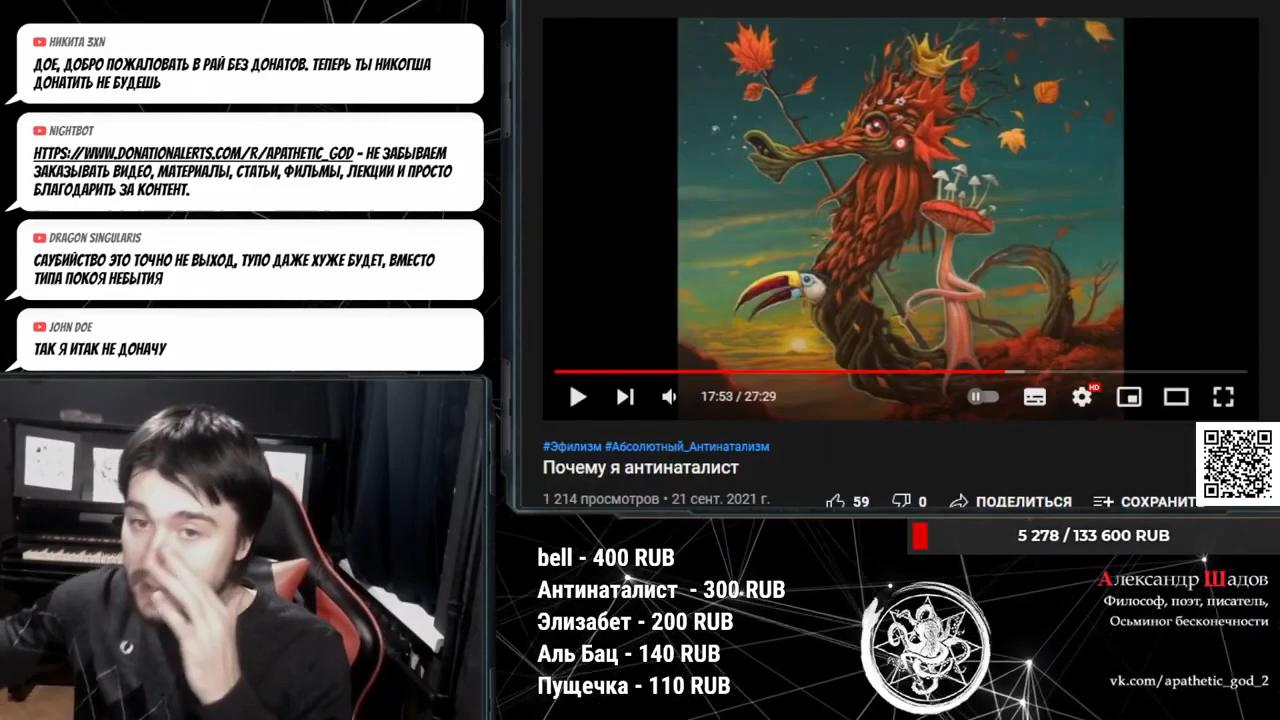 НИКИТА 3XN
ДОЕ, ДОБРО ПОЖАЛОВАТЬ В РАЙ БЕЗ ДОНАТОВ. ТЕПЕРЬ ТЫ НИКОГША
ДОНАТИТЬ НЕ БУДЕШЬ
NIGHTBOT
HTTPS://WWW.DONATIONALERTS.COM/R/APATHETIC_GOD - НЕ ЗАБЫВАЕМ
ЗАКАЗЫВАТЬ ВИДЕО, МАТЕРИАЛЫ, СТАТЬИ, ФИЛЬМЫ, ЛЕКЦИИ И ПРОСТО
БЛАГОДАРИТЬ ЗА КОНТЕНТ.
DRAGON SINGULARIS
САУБИЙСТВО ЭТО ТОЧНО НЕ ВЫХОД, ТУПО ДАЖЕ ХУЖЕ БУДЕТ, ВМЕСТО
ТИПА ПОКОЯ НЕБЫТИЯ
JOHN DOE
ТАК Я ИТАК НЕ ДОНАЧУ
17:53 / 27:29
HD
#Эфилизм #Абсолютный_Антинатализм
Почему я антинаталист
1 214 просмотров • 21 сент. 2021 г.
59
0
ПОДЕЛИТЬСЯ
СОХРАНИТЬ
5 278 / 133 600 RUB
bell - 400 RUB
Антинаталист - 300 RUB
Элизабет - 200 RUB
Аль Бац - 140 RUB
Пущечка - 110 RUB
Александр Шадов
Философ, поэт, писатель,
Осьминог бесконечности
vk.com/apathetic_god_2